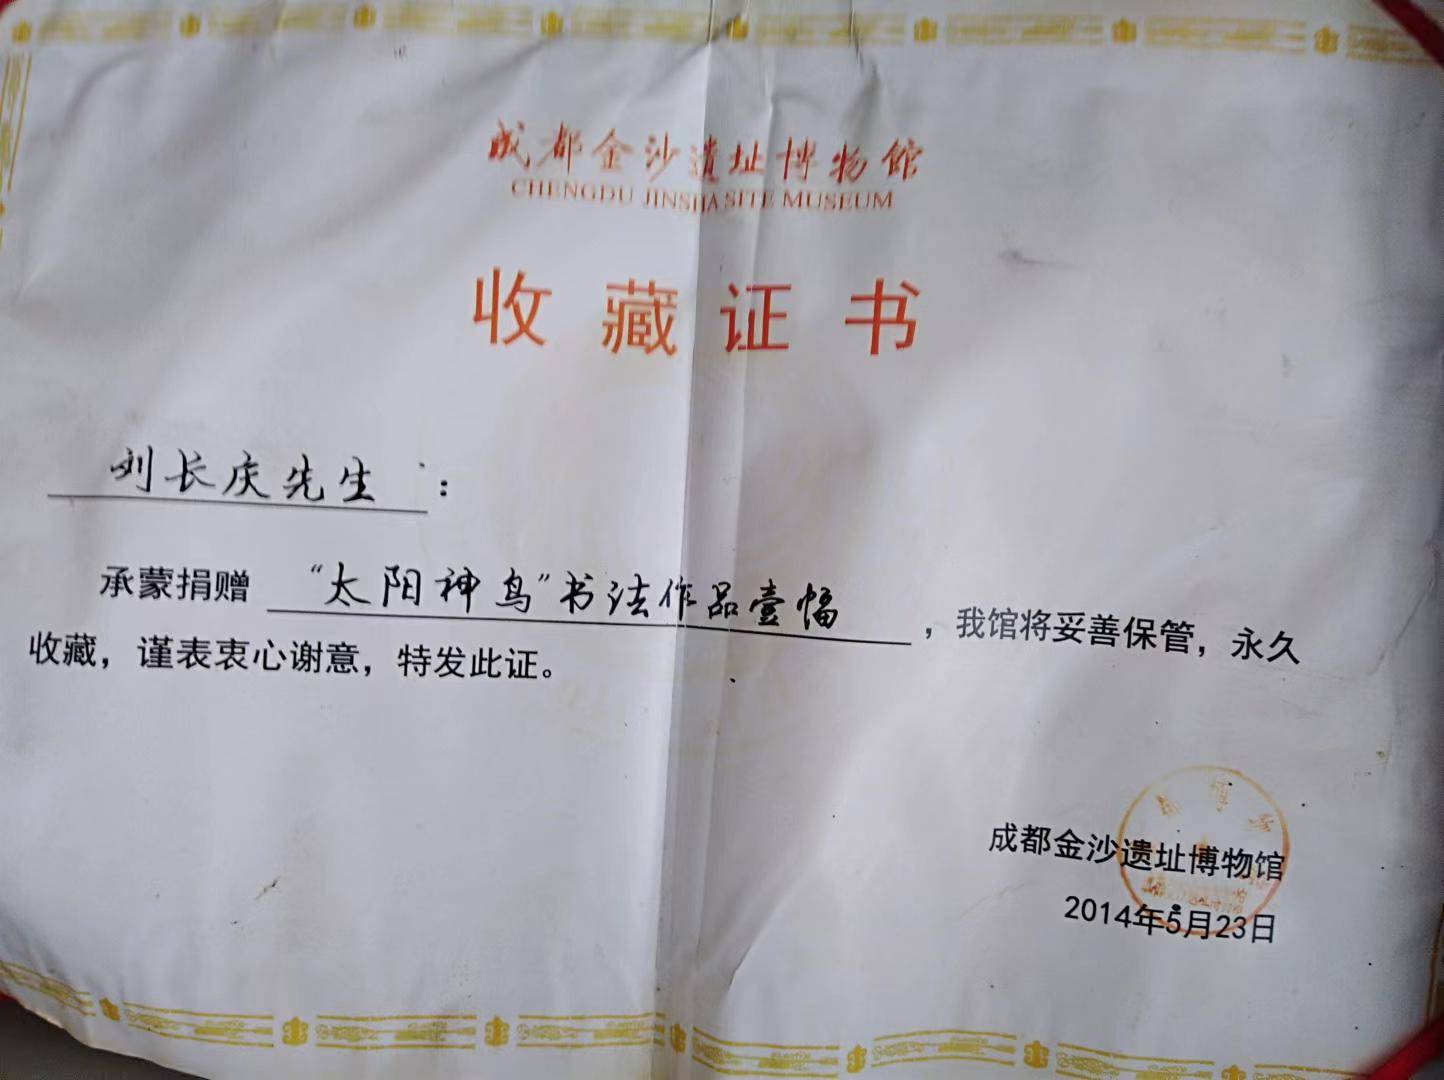 成都金沙遗址博物馆
CHENGDU JINSHA SITE MUSEUM
收藏证书
刘长庆先生：
承蒙捐赠“太阳神鸟”书法作品壹幅，我馆将妥善保管，永久
收藏，谨表衷心谢意，特发此证。
成都金沙遗址博物馆
2014年5月23日